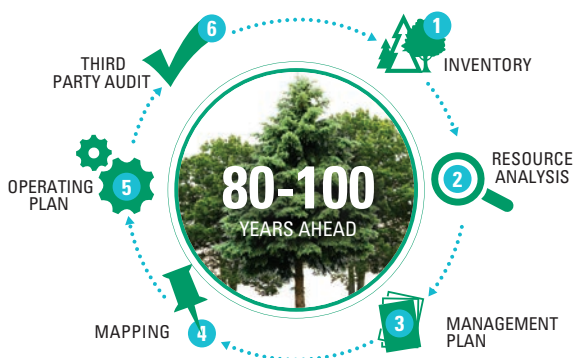 6
1
THIRD
PARTY AUDIT
INVENTORY
80-100
YEARS AHEAD
2
RESOURCE
ANALYSIS
5
OPERATING
PLAN
3
MANAGEMENT
PLAN
4
MAPPING